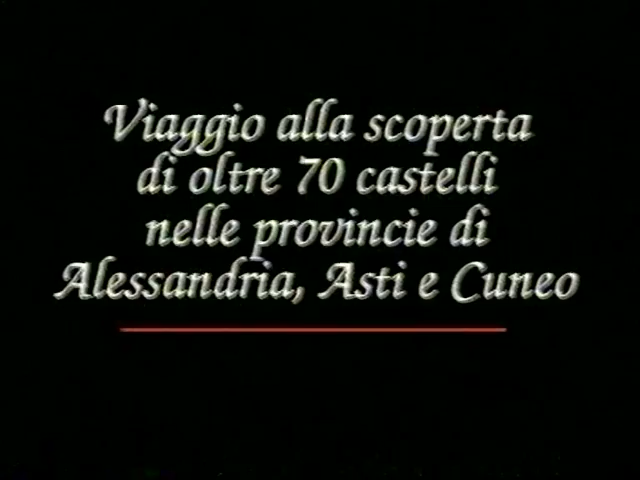 Viaggio alla scoperta
di oltre 70 castelli
nelle provincie di
Alessandria, Asti e Cuneo